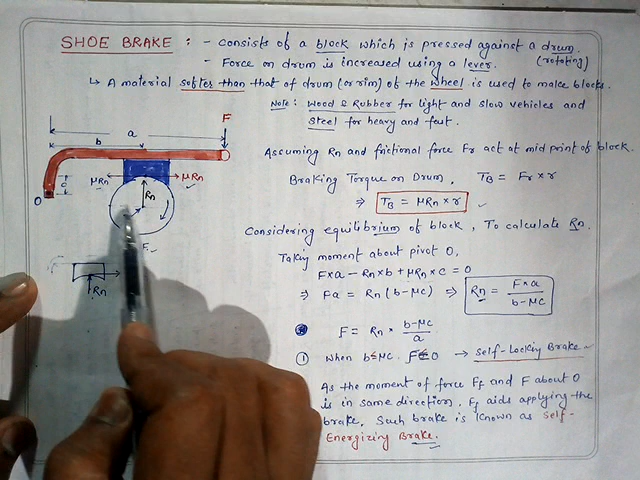 SHOE BRAKE : - consists of a block which is pressed against a drum.
- Force on drum is increased using a lever. (rotating)
↳ A material softer than that of drum (or rim) of the wheel is used to make blocks.
Note : Wood & Rubber for light and slow vehicles and
Steel for heavy and fast.
F
a
b
c
O
μRn
μRn
Rn
Rn
Assuming Rn and frictional force Fr act at mid point of block.
Braking Torque on Drum, TB = Fr × r
⇒ TB = μRn × r
Considering equilibrium of block, To calculate Rn.
Taking moment about pivot O,
F×a − Rn×b + μRn×c = 0
⇒ Fa = Rn (b−μc) ⇒ Rn = F×a / b−μc
F = Rn × b−μc / a
① When b≤μc. F≤0 → Self-Locking Brake
As the moment of force Ff and F about O
is in same direction. Ff aids applying the
brake. Such brake is known as Self-
Energizing Brake.